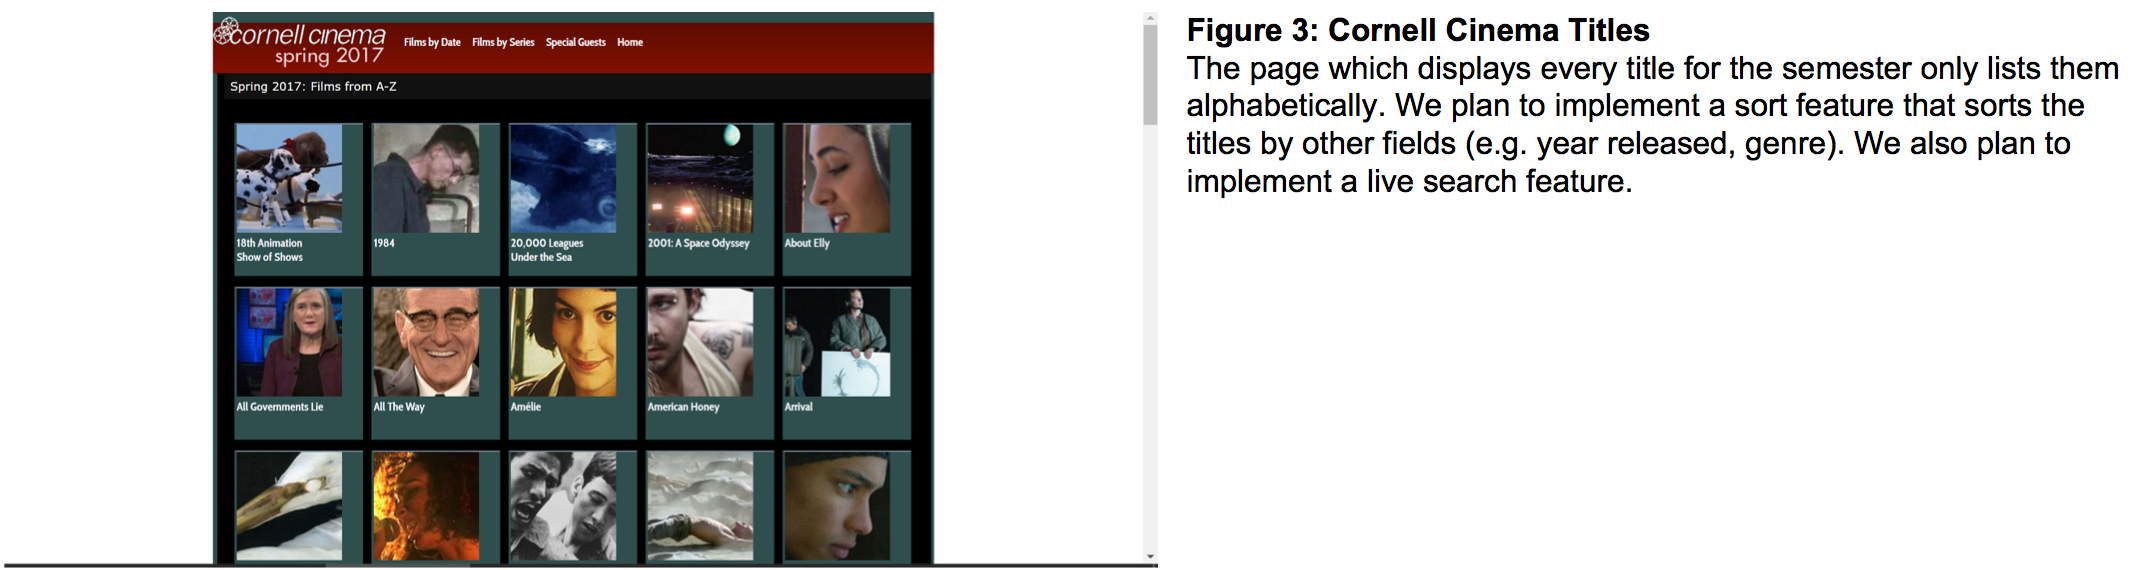 cornell cinema
spring 2017
Films by Date Films by Series Special Guests Home
Spring 2017: Films from A-Z
18th Animation
Show of Shows
1984
20,000 Leagues
Under the Sea
2001: A Space Odyssey
About Elly
All Governments Lie
All The Way
Amélie
American Honey
Arrival
Figure 3: Cornell Cinema Titles
The page which displays every title for the semester only lists them
alphabetically. We plan to implement a sort feature that sorts the
titles by other fields (e.g. year released, genre). We also plan to
implement a live search feature.